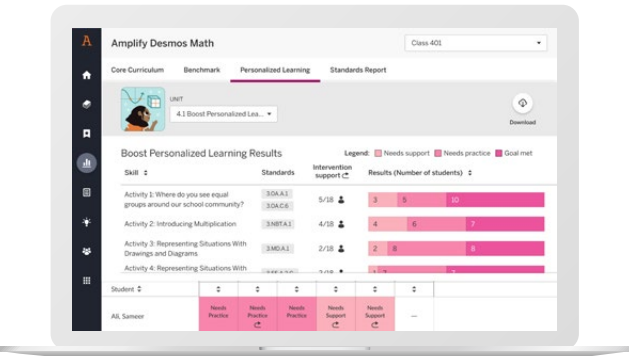 A
Amplify Desmos Math
Class 401
Core Curriculum Benchmark Personalized Learning Standards Report
UNIT
4.1 Boost Personalized Lea...
Download
Boost Personalized Learning Results
Legend: Needs support Needs practice Goal met
Skill Standards Intervention support Results (Number of students)
Activity 1: Where do you see equal groups around our school community? 3.OA.A.1 3.OA.C.6 5/18 3 5 10
Activity 2: Introducing Multiplication 3.NBT.A.1 4/18 4 6 7
Activity 3: Representing Situations With Drawings and Diagrams 3.MD.A.1 2/18 2 8 8
Activity 4: Representing Situations With
Student
Ali, Sameer Needs Practice Needs Practice Needs Practice Needs Support Needs Support —